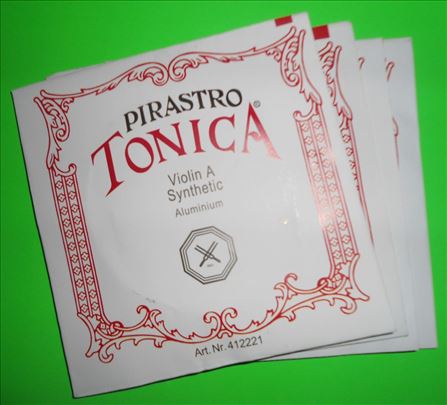 PIRASTRO
TONICA®
Violin A
Synthetic
Aluminium
Art. Nr. 412221